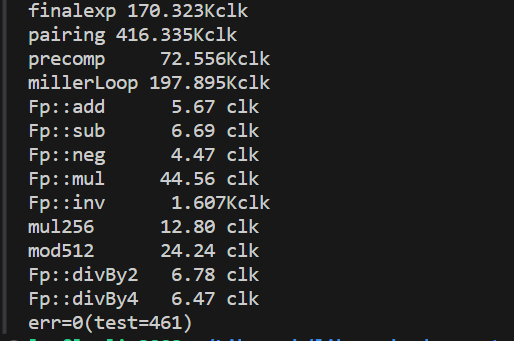 finalexp 170.323Kclk
pairing 416.335Kclk
precomp     72.556Kclk
millerLoop 197.895Kclk
Fp::add      5.67 clk
Fp::sub      6.69 clk
Fp::neg      4.47 clk
Fp::mul     44.56 clk
Fp::inv      1.607Kclk
mul256      12.80 clk
mod512      24.24 clk
Fp::divBy2   6.78 clk
Fp::divBy4   6.47 clk
err=0(test=461)